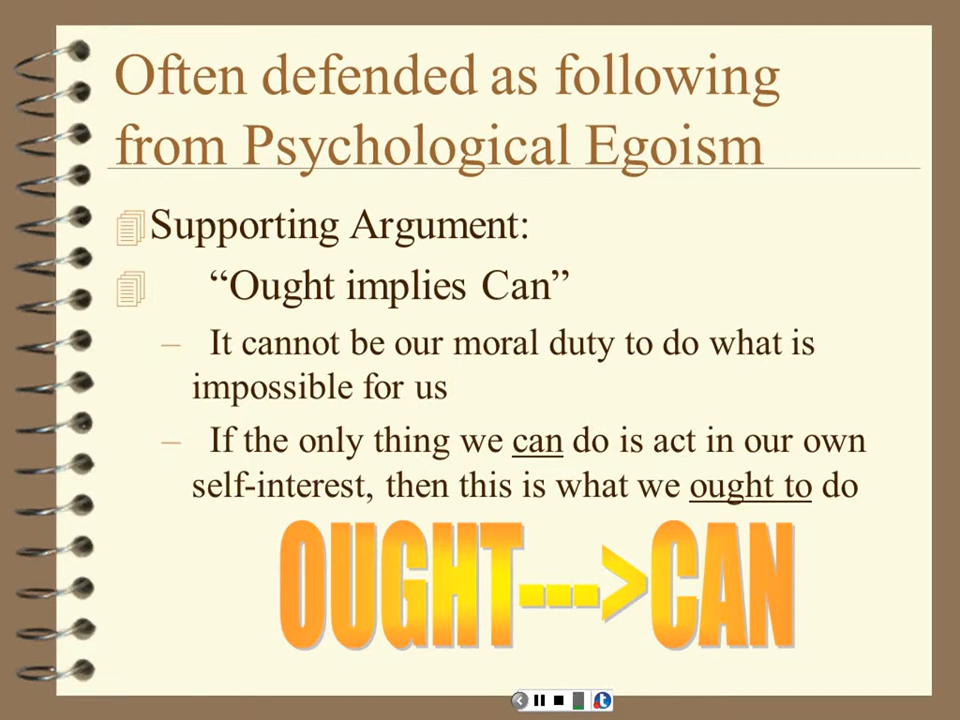 Often defended as following
from Psychological Egoism
Supporting Argument:
“Ought implies Can”
– It cannot be our moral duty to do what is
impossible for us
– If the only thing we can do is act in our own
self-interest, then this is what we ought to do
OUGHT--->CAN